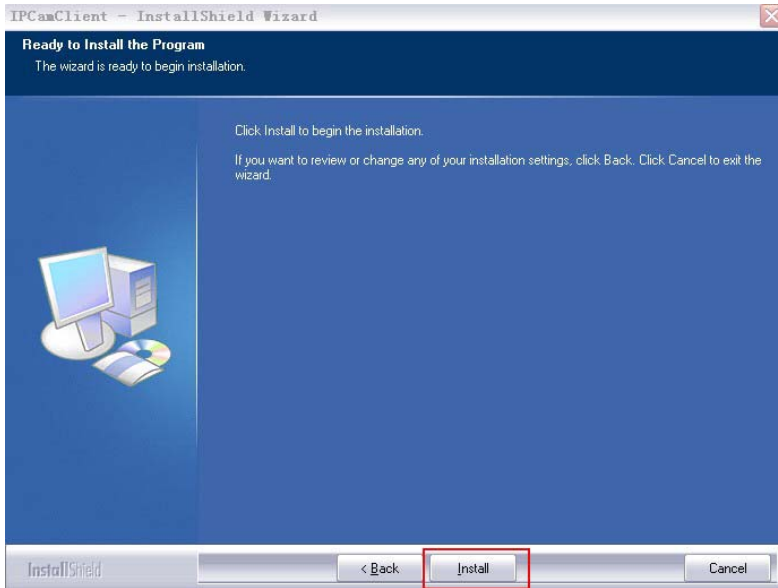 IPCamClient - InstallShield Wizard
Ready to Install the Program
The wizard is ready to begin installation.
Click Install to begin the installation.
If you want to review or change any of your installation settings, click Back. Click Cancel to exit the
wizard.
InstallShield
< Back
Install
Cancel